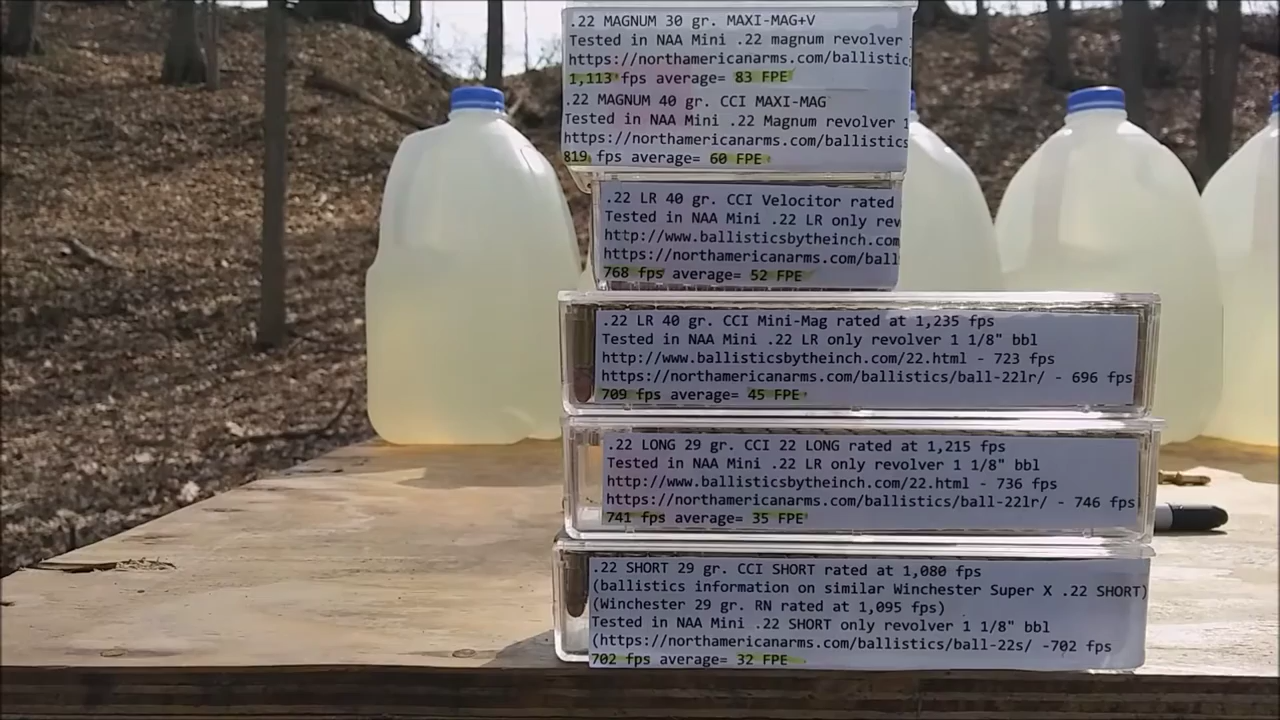 .22 MAGNUM 30 gr. MAXI-MAG+V
Tested in NAA Mini .22 magnum revolver
https://northamericanarms.com/ballistic
1,113 fps average= 83 FPE
.22 MAGNUM 40 gr. CCI MAXI-MAG
Tested in NAA Mini .22 Magnum revolver 1
https://northamericanarms.com/ballistics
819 fps average= 60 FPE
.22 LR 40 gr. CCI Velocitor rated
Tested in NAA Mini .22 LR only rev
http://www.ballisticsbytheinch.com
https://northamericanarms.com/ball
768 fps average= 52 FPE
.22 LR 40 gr. CCI Mini-Mag rated at 1,235 fps
Tested in NAA Mini .22 LR only revolver 1 1/8" bbl
http://www.ballisticsbytheinch.com/22.html - 723 fps
https://northamericanarms.com/ballistics/ball-22lr/ - 696 fps
709 fps average= 45 FPE
.22 LONG 29 gr. CCI 22 LONG rated at 1,215 fps
Tested in NAA Mini .22 LR only revolver 1 1/8" bbl
http://www.ballisticsbytheinch.com/22.html - 736 fps
https://northamericanarms.com/ballistics/ball-22lr/ - 746 fps
741 fps average= 35 FPE
.22 SHORT 29 gr. CCI SHORT rated at 1,080 fps
(ballistics information on similar Winchester Super X .22 SHORT)
(Winchester 29 gr. RN rated at 1,095 fps)
Tested in NAA Mini .22 SHORT only revolver 1 1/8" bbl
(https://northamericanarms.com/ballistics/ball-22s/ -702 fps
702 fps average= 32 FPE